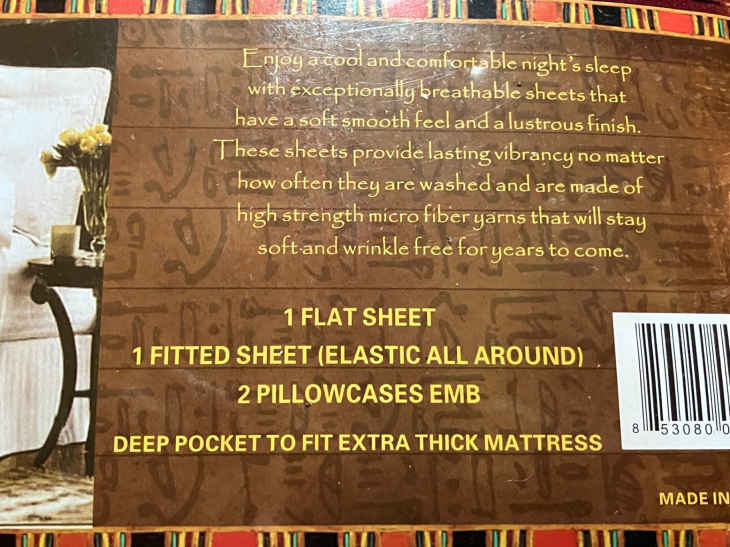 Enjoy a cool and comfortable night's sleep
with exceptionally breathable sheets that
have a soft smooth feel and a lustrous finish.
These sheets provide lasting vibrancy no matter
how often they are washed and are made of
high strength micro fiber yarns that will stay
soft and wrinkle free for years to come.
1 FLAT SHEET
1 FITTED SHEET (ELASTIC ALL AROUND)
2 PILLOWCASES EMB
DEEP POCKET TO FIT EXTRA THICK MATTRESS
8 53080 0
MADE IN